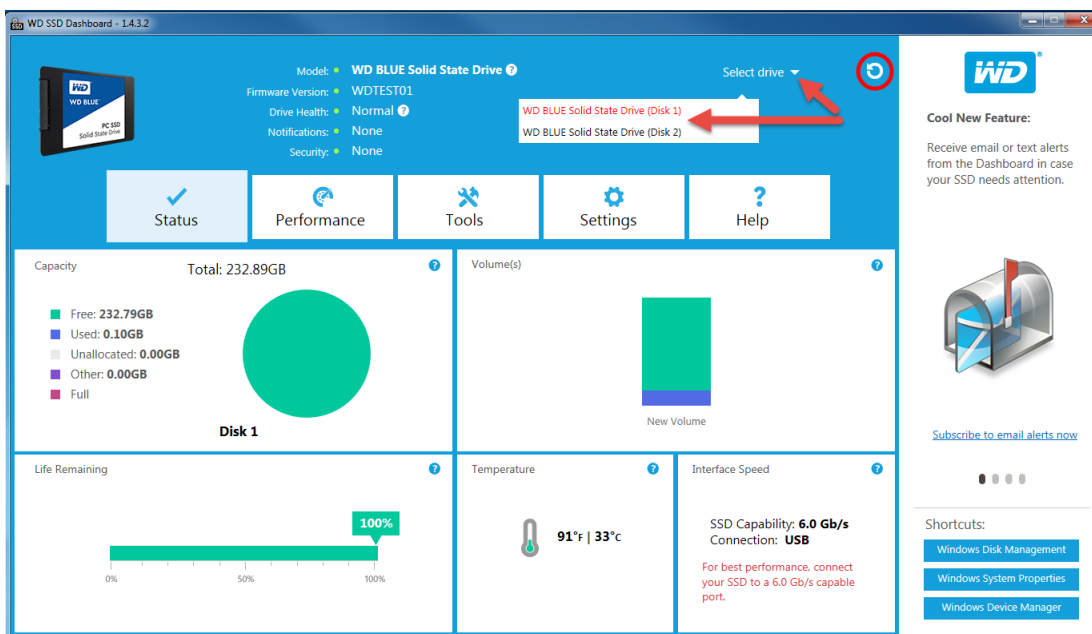 WD SSD Dashboard - 1.4.3.2
WD
WD BLUE
PC SSD
Solid State Drive
Model: WD BLUE Solid State Drive ?
Firmware Version: WDTEST01
Drive Health: Normal ?
Notifications: None
Security: None
Select drive
WD BLUE Solid State Drive (Disk 1)
WD BLUE Solid State Drive (Disk 2)
Status
Performance
Tools
Settings
Help
Capacity
Total: 232.89GB
Free: 232.79GB
Used: 0.10GB
Unallocated: 0.00GB
Other: 0.00GB
Full
Disk 1
Volume(s)
New Volume
Life Remaining
100%
0%
50%
100%
Temperature
91°F | 33°C
Interface Speed
SSD Capability: 6.0 Gb/s
Connection: USB
For best performance, connect
your SSD to a 6.0 Gb/s capable
port.
WD
Cool New Feature:
Receive email or text alerts
from the Dashboard in case
your SSD needs attention.
Subscribe to email alerts now
Shortcuts:
Windows Disk Management
Windows System Properties
Windows Device Manager